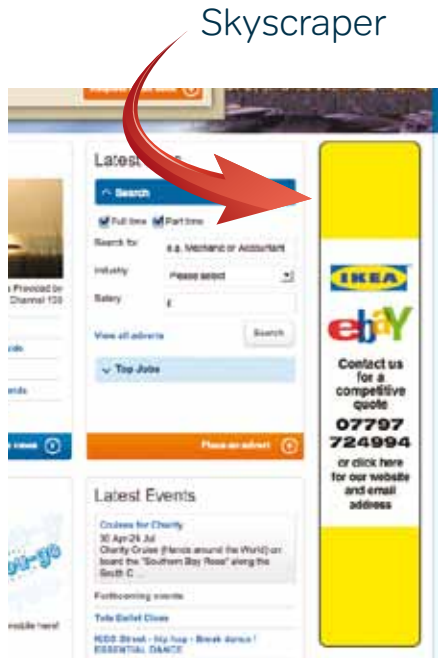 Skyscraper
Latest
Search
Full time Part time
Search for e.g. Mechanic or Accountant
Industry Please select
Salary £
View all adverts Search
Top Jobs
Place an advert
Provided by
Channel 103
Latest Events
Cruises for Charity
30 Apr-24 Jul
Charity Cruise (Hands around the World) on
board the "Southern Bay Rose" along the
South C...
Forthcoming events
KIDS Street - hip hop - Break dance !
ESSENTIAL DANCE
IKEA
ebaY
Contact us
for a
competitive
quote
07797
724994
or click here
for our website
and email
address